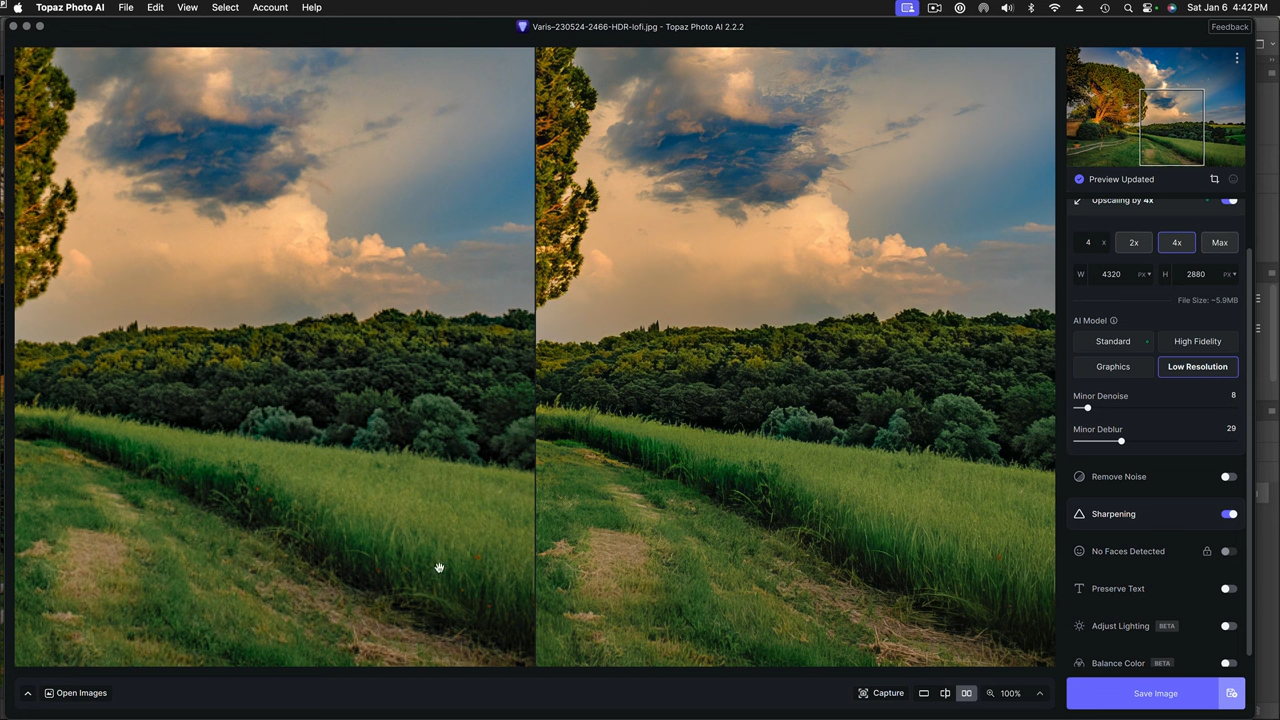 Topaz Photo AI File Edit View Select Account Help Sat Jan 6 4:42 PM
Varis–230524-2466-HDR-lofi.jpg - Topaz Photo AI 2.2.2 Feedback
Preview Updated
Upscaling by 4x
4 x 2x 4x Max
W 4320 PX H 2880 PX
File Size: ~5.9MB
AI Model
Standard High Fidelity
Graphics Low Resolution
Minor Denoise 8
Minor Deblur 29
Remove Noise
Sharpening
No Faces Detected
Preserve Text
Adjust Lighting BETA
Balance Color BETA
Open Images Capture 100% Save Image